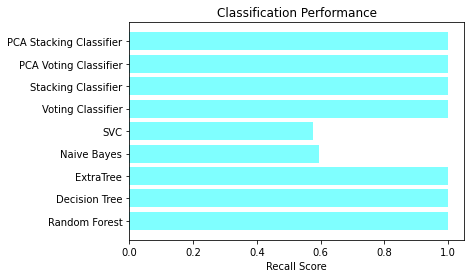 Classification Performance
PCA Stacking Classifier
PCA Voting Classifier
Stacking Classifier
Voting Classifier
SVC
Naive Bayes
ExtraTree
Decision Tree
Random Forest
0.0 0.2 0.4 0.6 0.8 1.0
Recall Score